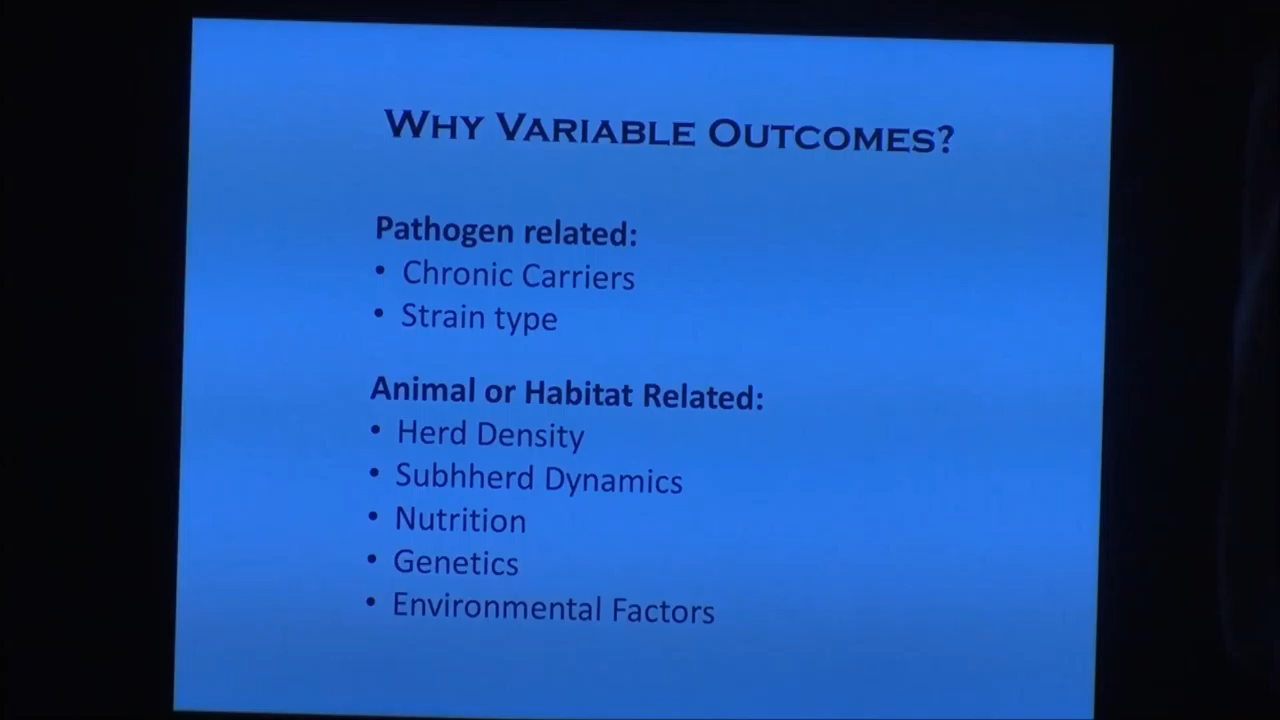 WHY VARIABLE OUTCOMES?
Pathogen related:
• Chronic Carriers
• Strain type
Animal or Habitat Related:
• Herd Density
• Subhherd Dynamics
• Nutrition
• Genetics
• Environmental Factors